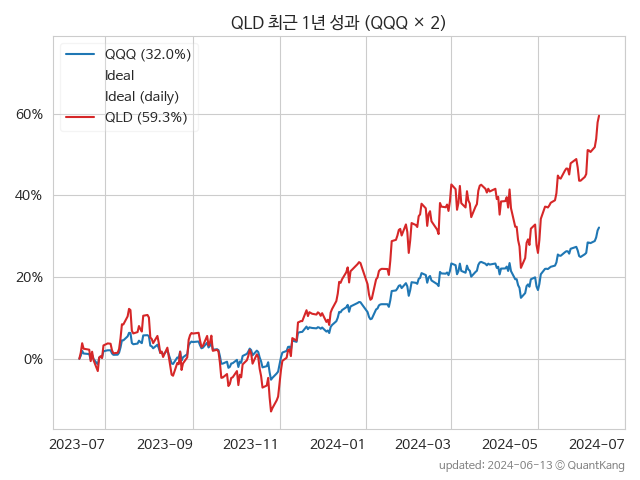 QLD 최근 1년 성과 (QQQ × 2)
QQQ (32.0%)
Ideal
Ideal (daily)
QLD (59.3%)
60%
40%
20%
0%
2023-07 2023-09 2023-11 2024-01 2024-03 2024-05 2024-07
updated: 2024-06-13 © QuantKang